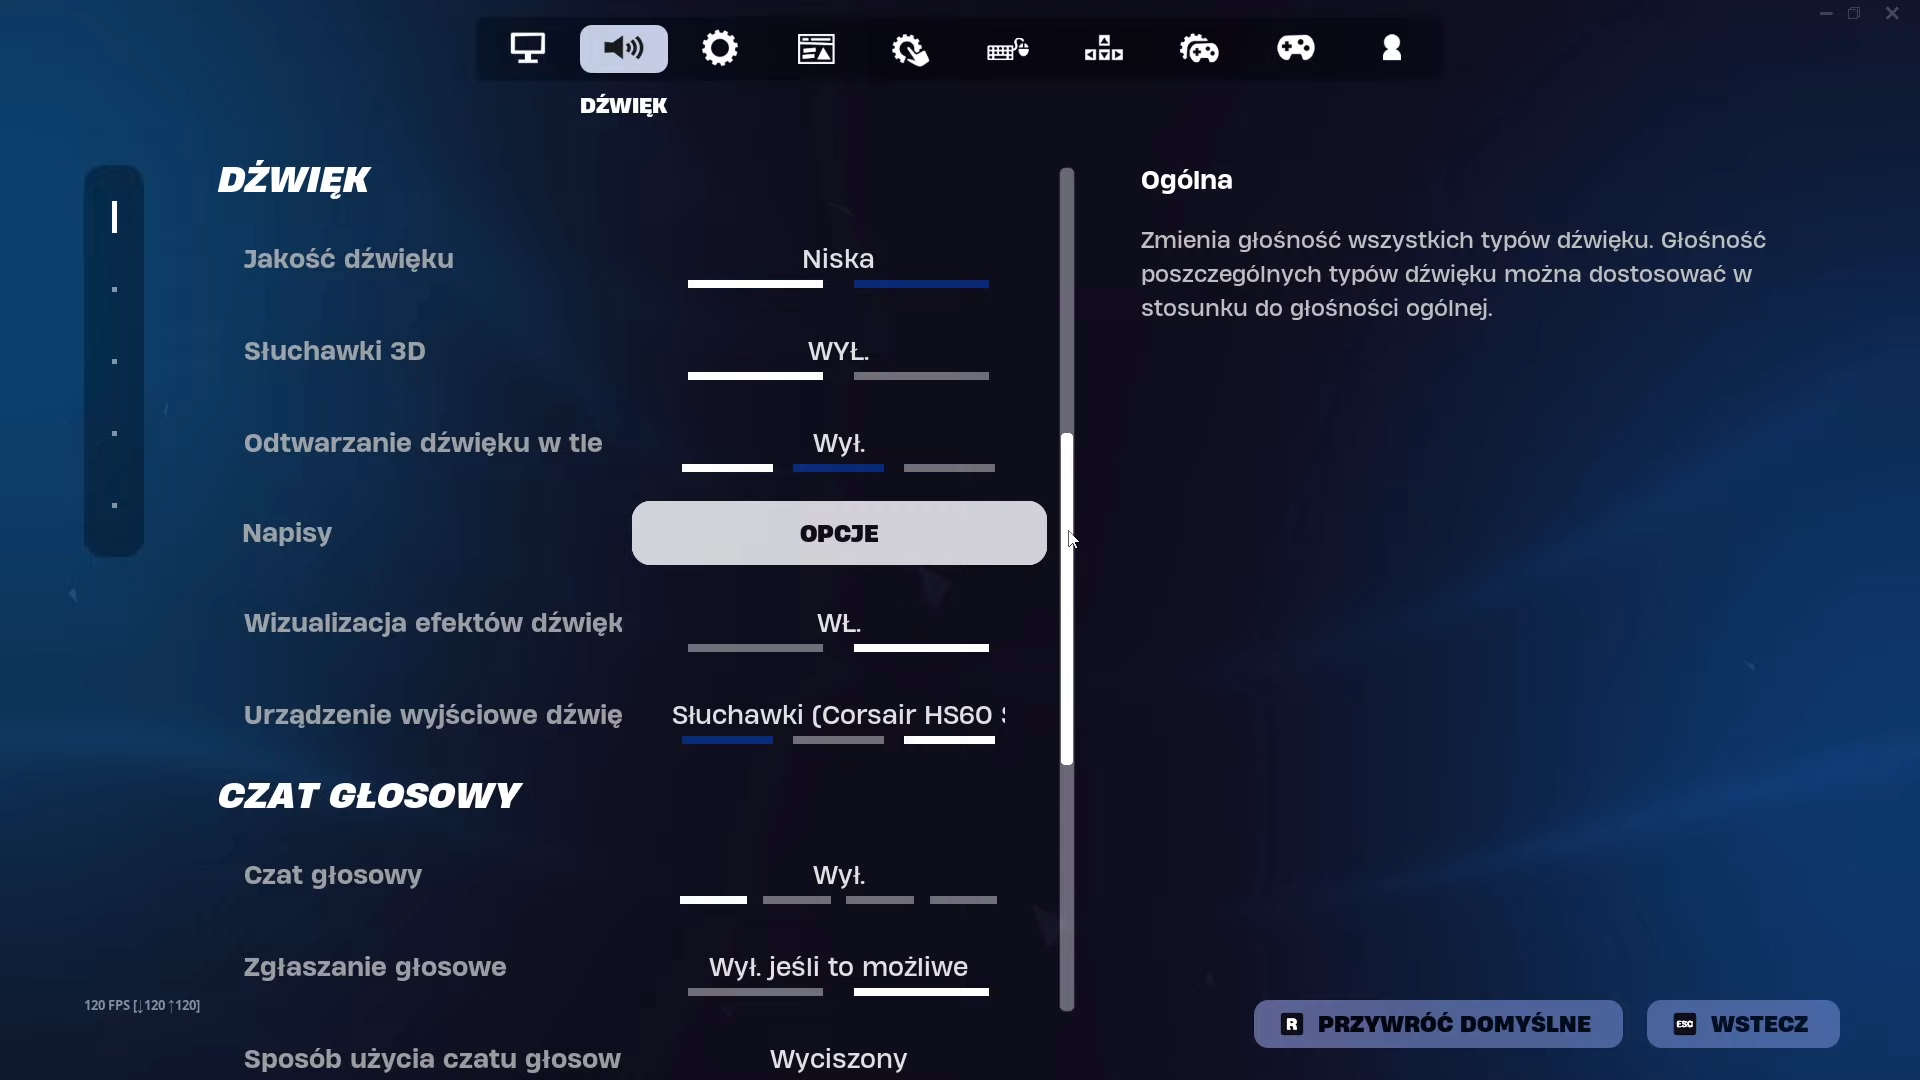 DŹWIĘK
DŹWIĘK
Jakość dźwięku
Niska
Słuchawki 3D
WYŁ.
Odtwarzanie dźwięku w tle
Wył.
Napisy
OPCJE
Wizualizacja efektów dźwięk
WŁ.
Urządzenie wyjściowe dźwię
Słuchawki (Corsair HS60
CZAT GŁOSOWY
Czat głosowy
Wył.
Zgłaszanie głosowe
Wył. jeśli to możliwe
Sposób użycia czatu głosow
Wyciszony
Ogólna
Zmienia głośność wszystkich typów dźwięku. Głośność
poszczególnych typów dźwięku można dostosować w
stosunku do głośności ogólnej.
120 FPS [↓120 ↑120]
R PRZYWRÓĆ DOMYŚLNE
ESC WSTECZ